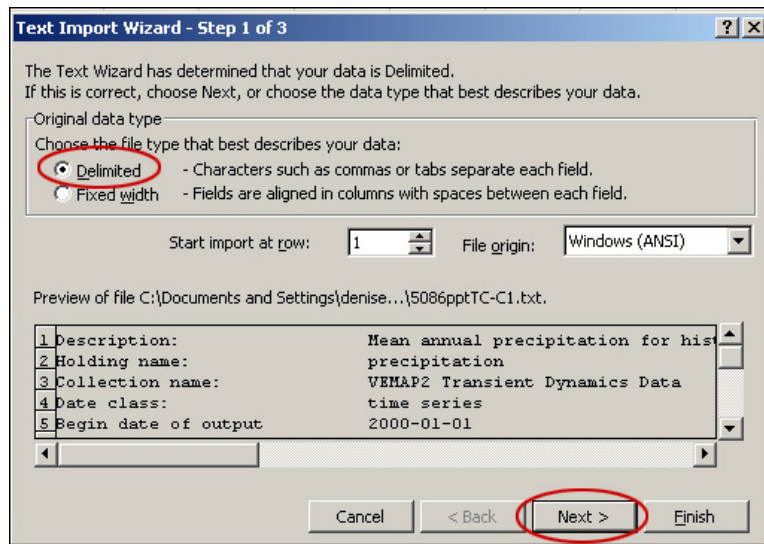 Text Import Wizard - Step 1 of 3
The Text Wizard has determined that your data is Delimited.
If this is correct, choose Next, or choose the data type that best describes your data.
Original data type
Choose the file type that best describes your data:
Delimited - Characters such as commas or tabs separate each field.
Fixed width - Fields are aligned in columns with spaces between each field.
Start import at row: 1 File origin: Windows (ANSI)
Preview of file C:\Documents and Settings\denise...\5086pptTC-C1.txt.
1 Description: Mean annual precipitation for hist
2 Holding name: precipitation
3 Collection name: VEMAP2 Transient Dynamics Data
4 Date class: time series
5 Begin date of output 2000-01-01
Cancel < Back Next > Finish